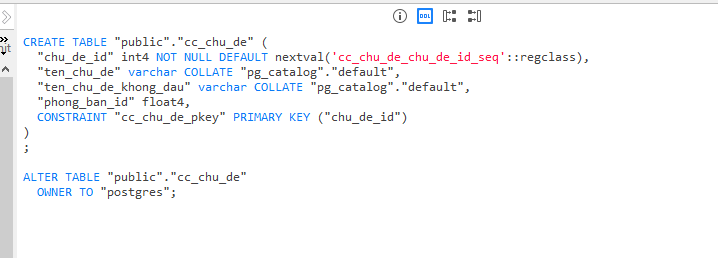 DDL
CREATE TABLE "public"."cc_chu_de" (
  "chu_de_id" int4 NOT NULL DEFAULT nextval('cc_chu_de_chu_de_id_seq'::regclass),
  "ten_chu_de" varchar COLLATE "pg_catalog"."default",
  "ten_chu_de_khong_dau" varchar COLLATE "pg_catalog"."default",
  "phong_ban_id" float4,
  CONSTRAINT "cc_chu_de_pkey" PRIMARY KEY ("chu_de_id")
)
;
ALTER TABLE "public"."cc_chu_de"
  OWNER TO "postgres";